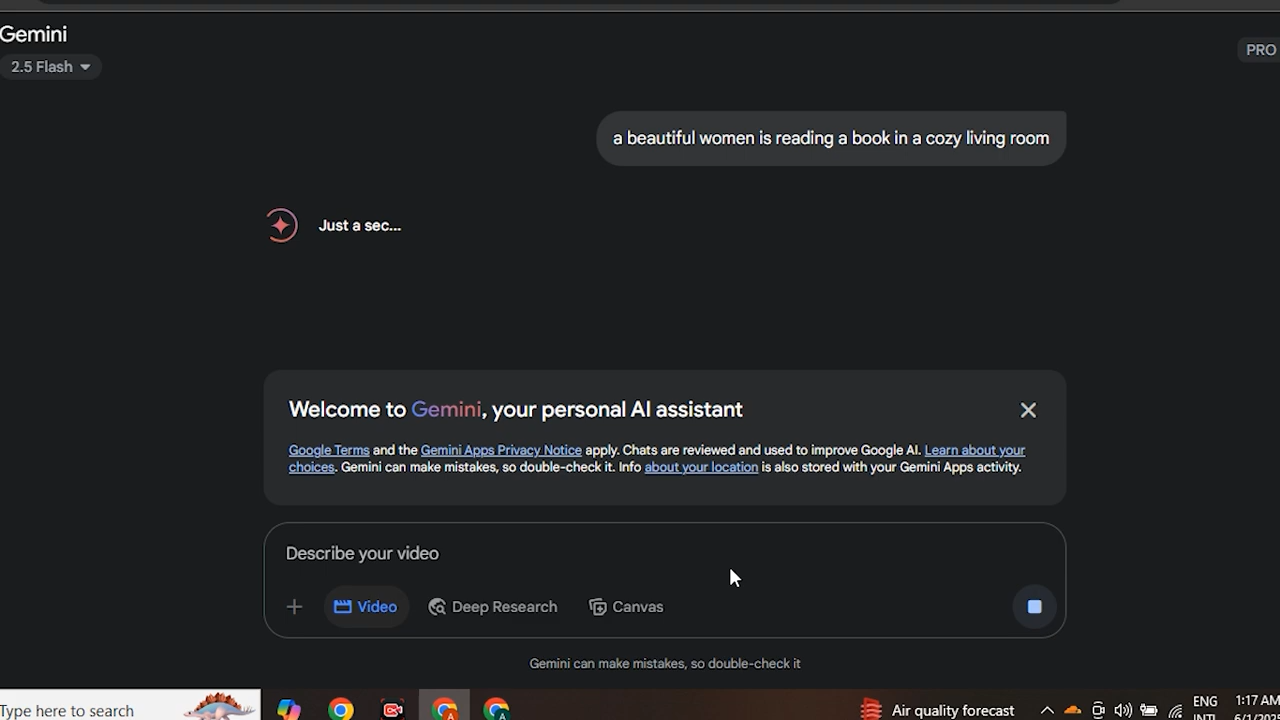 Gemini
2.5 Flash
PRO
a beautiful women is reading a book in a cozy living room
Just a sec...
Welcome to Gemini, your personal AI assistant
Google Terms and the Gemini Apps Privacy Notice apply. Chats are reviewed and used to improve Google AI. Learn about your
choices. Gemini can make mistakes, so double-check it. Info about your location is also stored with your Gemini Apps activity.
Describe your video
Video Deep Research Canvas
Gemini can make mistakes, so double-check it
Type here to search
Air quality forecast
ENG
1:17 AM